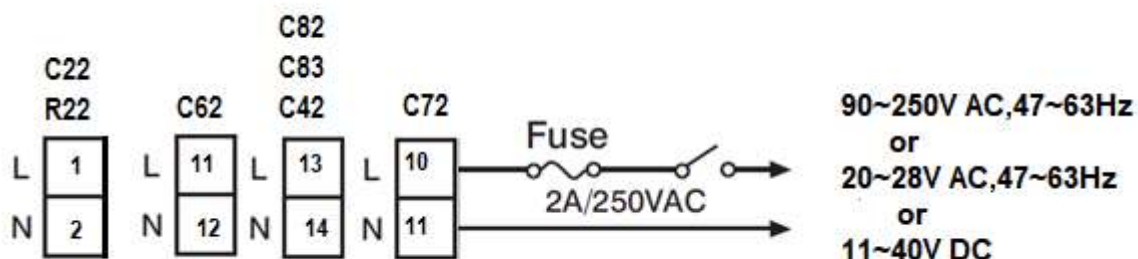 C82
C22 C83
R22 C62 C42 C72
90~250V AC,47~63Hz
Fuse
or
L 1 L 11 L 13 L 10
20~28V AC,47~63Hz
2A/250VAC
N 2 N 12 N 14 N 11
or
11~40V DC